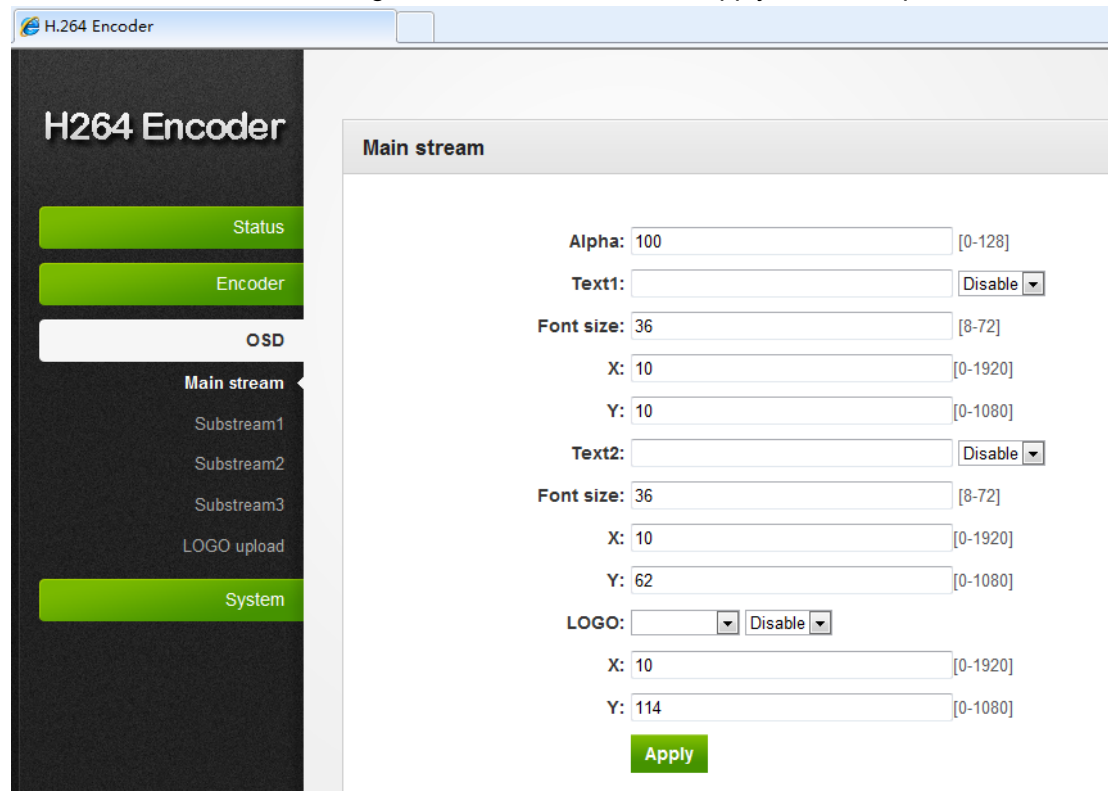 H.264 Encoder
H264 Encoder
Status
Encoder
OSD
Main stream
Substream1
Substream2
Substream3
LOGO upload
System
Main stream
Alpha: 100 [0-128]
Text1: Disable
Font size: 36 [8-72]
X: 10 [0-1920]
Y: 10 [0-1080]
Text2: Disable
Font size: 36 [8-72]
X: 10 [0-1920]
Y: 62 [0-1080]
LOGO: Disable
X: 10 [0-1920]
Y: 114 [0-1080]
Apply